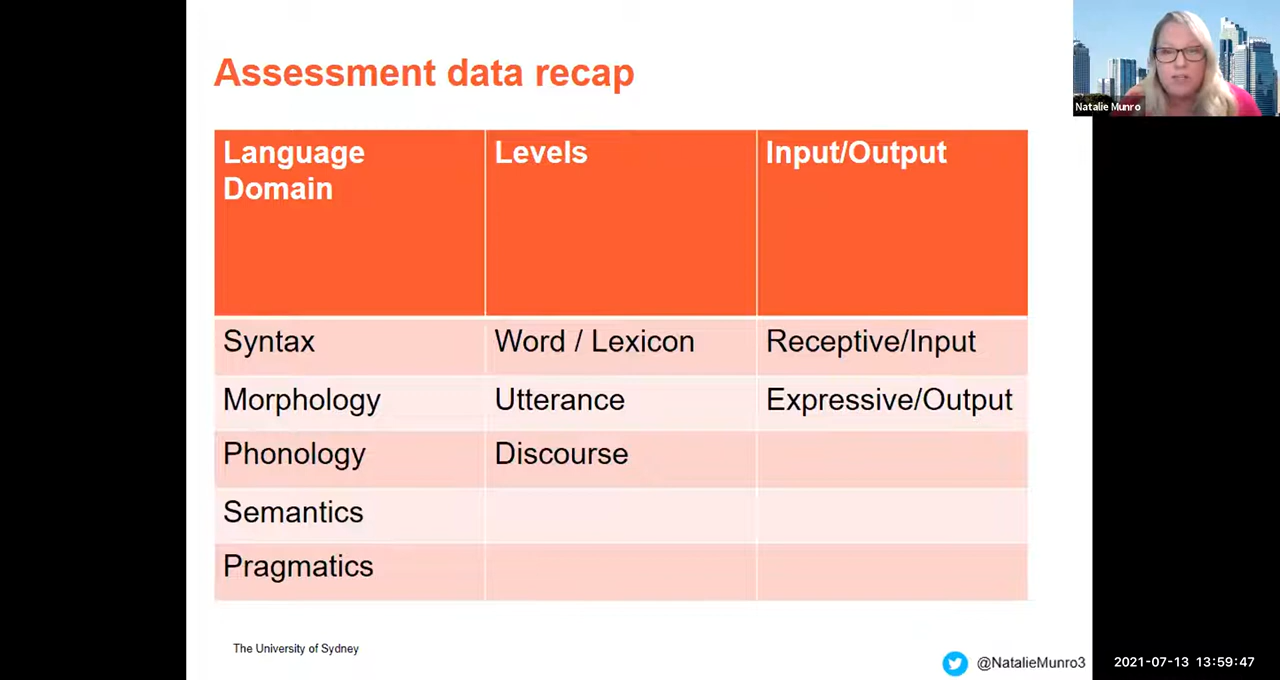 Assessment data recap
Language
Domain
Levels
Input/Output
Syntax
Word / Lexicon
Receptive/Input
Morphology
Utterance
Expressive/Output
Phonology
Discourse
Semantics
Pragmatics
The University of Sydney
@NatalieMunro3
Natalie Munro
2021-07-13 13:59:47